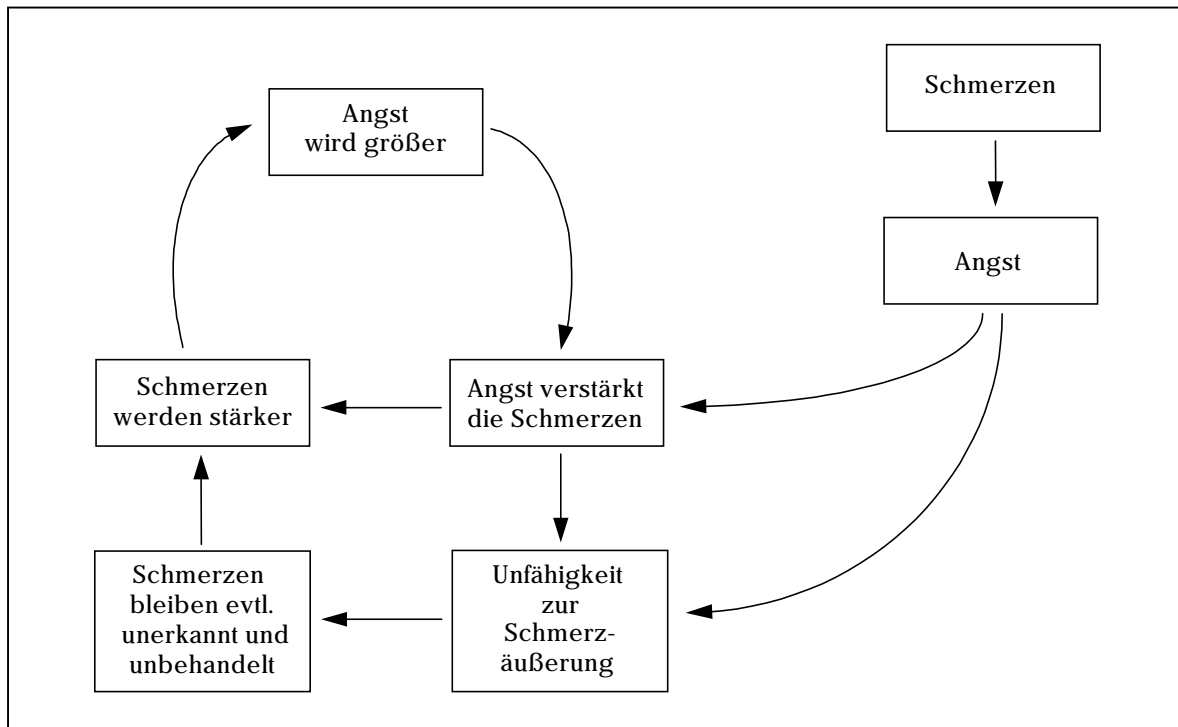 Schmerzen
Angst
wird größer
Angst
Schmerzen
werden stärker
Angst verstärkt
die Schmerzen
Schmerzen
bleiben evtl.
unerkannt und
unbehandelt
Unfähigkeit
zur
Schmerz-
äußerung